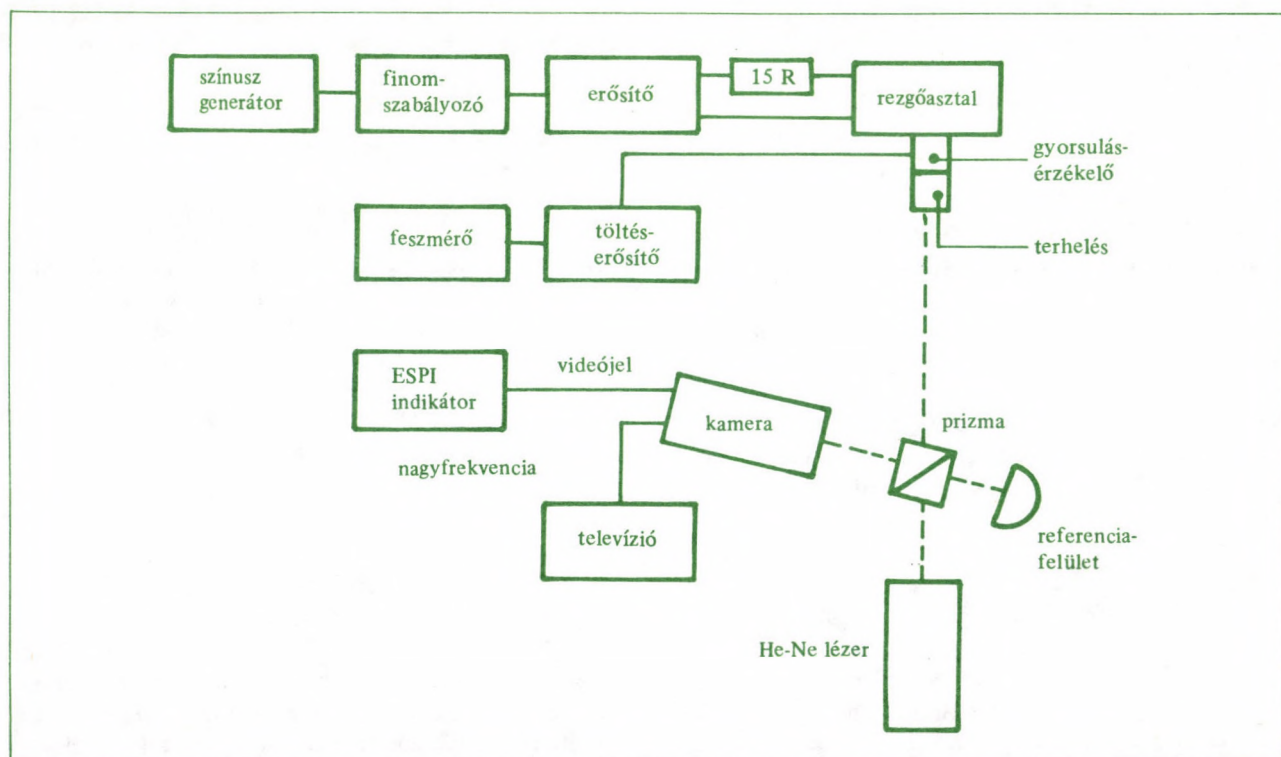 színusz
generátor
finom-
szabályozó
erősítő
15 R
rezgőasztal
gyorsulás-
érzékelő
feszmérő
töltés-
erősítő
terhelés
ESPI
indikátor
videójel
kamera
prizma
nagyfrekvencia
televízió
referencia-
felület
He-Ne lézer